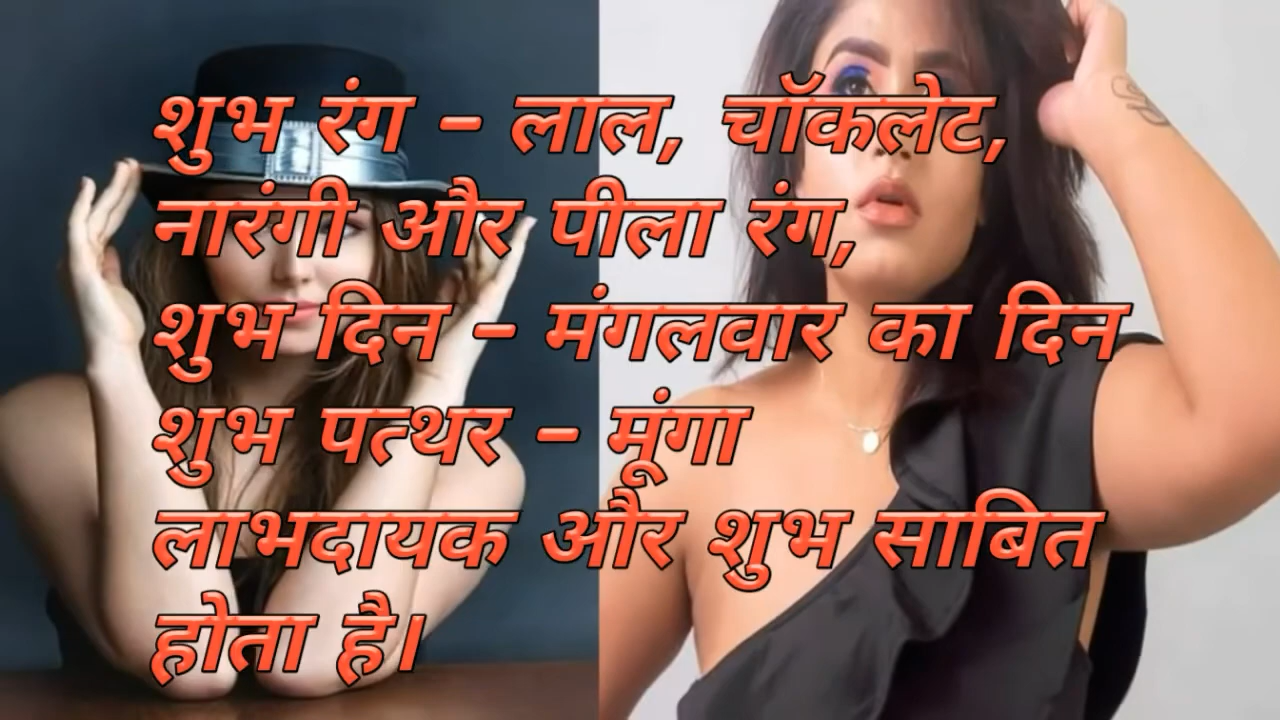 शुभ रंग – लाल, चॉकलेट,
नारंगी और पीला रंग,
शुभ दिन – मंगलवार का दिन
शुभ पत्थर – मूंगा
लाभदायक और शुभ साबित
होता है।